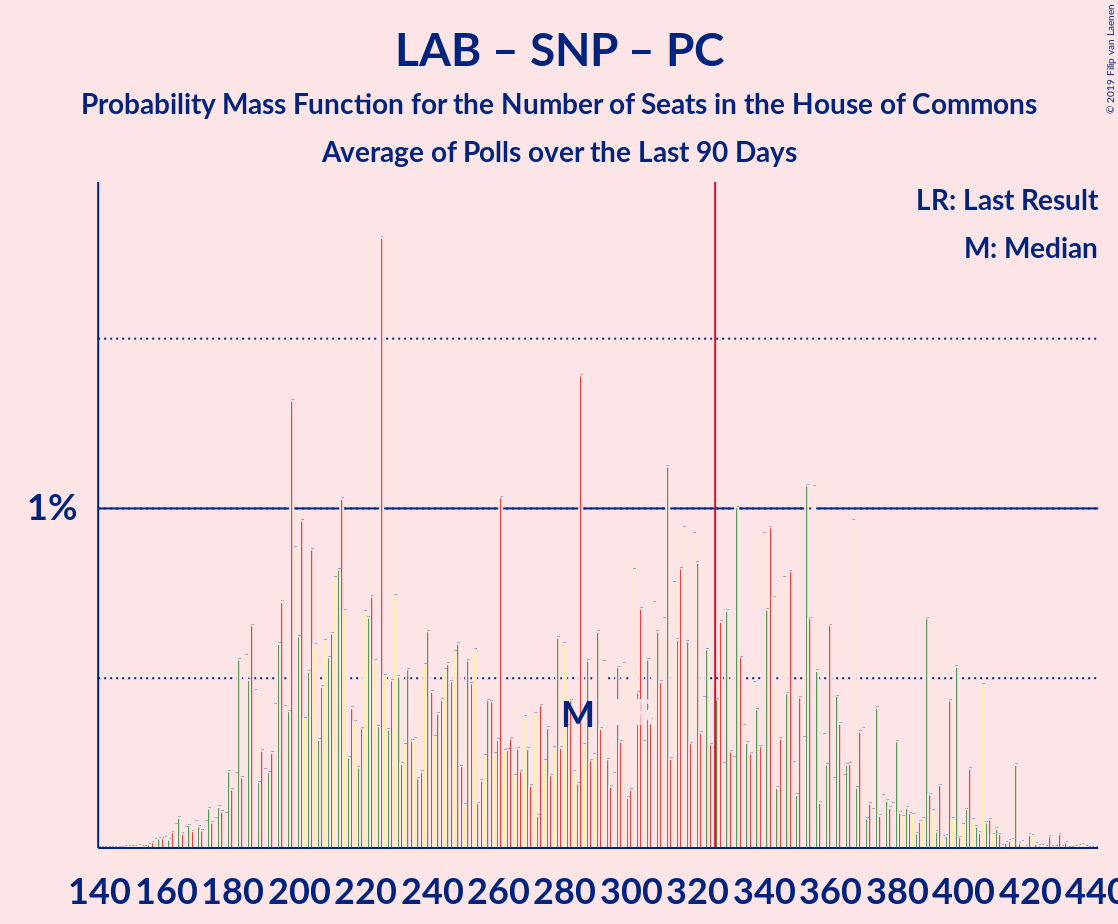 LAB – SNP – PC
Probability Mass Function for the Number of Seats in the House of Commons
Average of Polls over the Last 90 Days
© 2019 Filip van Laenen
LR: Last Result
M: Median
1%
M
140 160 180 200 220 240 260 280 300 320 340 360 380 400 420 440